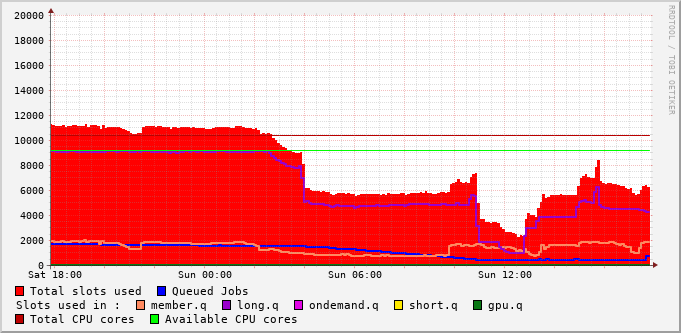 20000
18000
16000
14000
12000
10000
8000
6000
4000
2000
0
Sat 18:00 Sun 00:00 Sun 06:00 Sun 12:00
RRDTOOL / TOBI OETIKER
Total slots used Queued Jobs
Slots used in : member.q long.q ondemand.q short.q gpu.q
Total CPU cores Available CPU cores